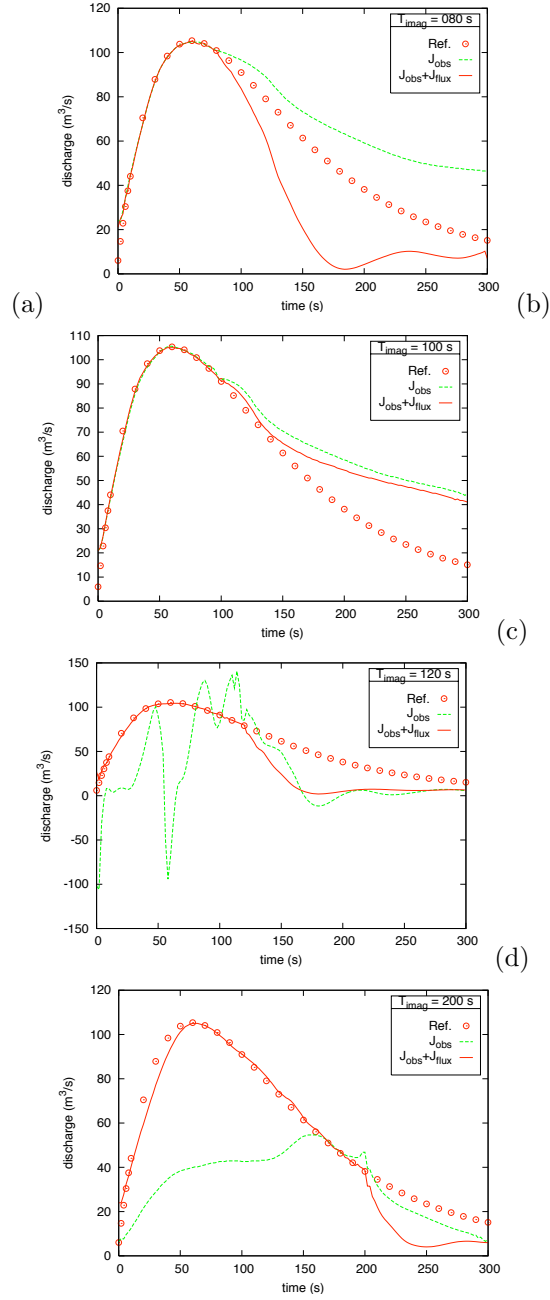 T_imag = 080 s
Ref.
J_obs
J_obs+J_flux
120
100
80
60
40
20
0
discharge (m³/s)
0 50 100 150 200 250 300
time (s)
(a) (b)
T_imag = 100 s
Ref.
J_obs
J_obs+J_flux
110
100
90
80
70
60
50
40
30
20
10
0
discharge (m³/s)
0 50 100 150 200 250 300
time (s)
(c)
T_imag = 120 s
Ref.
J_obs
J_obs+J_flux
150
100
50
0
-50
-100
-150
discharge (m³/s)
0 50 100 150 200 250 300
time (s)
(d)
T_imag = 200 s
Ref.
J_obs
J_obs+J_flux
120
100
80
60
40
20
0
discharge (m³/s)
0 50 100 150 200 250 300
time (s)